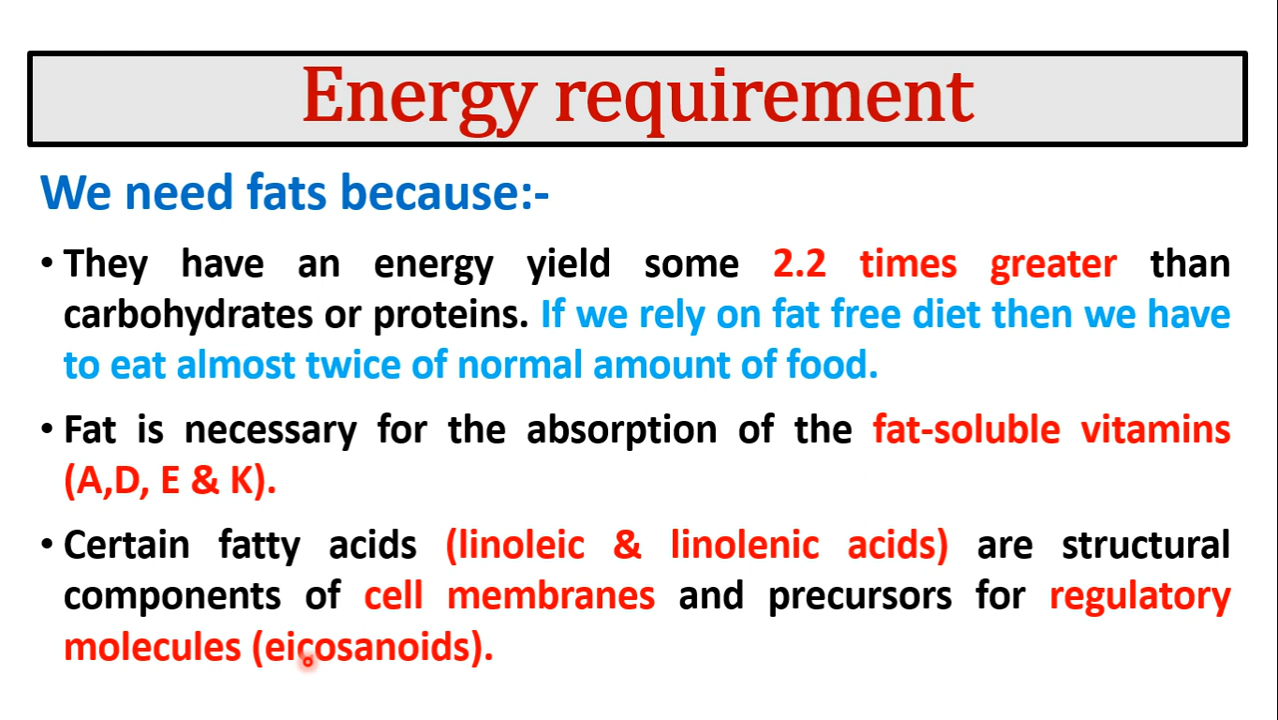 Energy requirement
We need fats because:-
• They have an energy yield some 2.2 times greater than
carbohydrates or proteins. If we rely on fat free diet then we have
to eat almost twice of normal amount of food.
• Fat is necessary for the absorption of the fat-soluble vitamins
(A,D, E & K).
• Certain fatty acids (linoleic & linolenic acids) are structural
components of cell membranes and precursors for regulatory
molecules (eicosanoids).